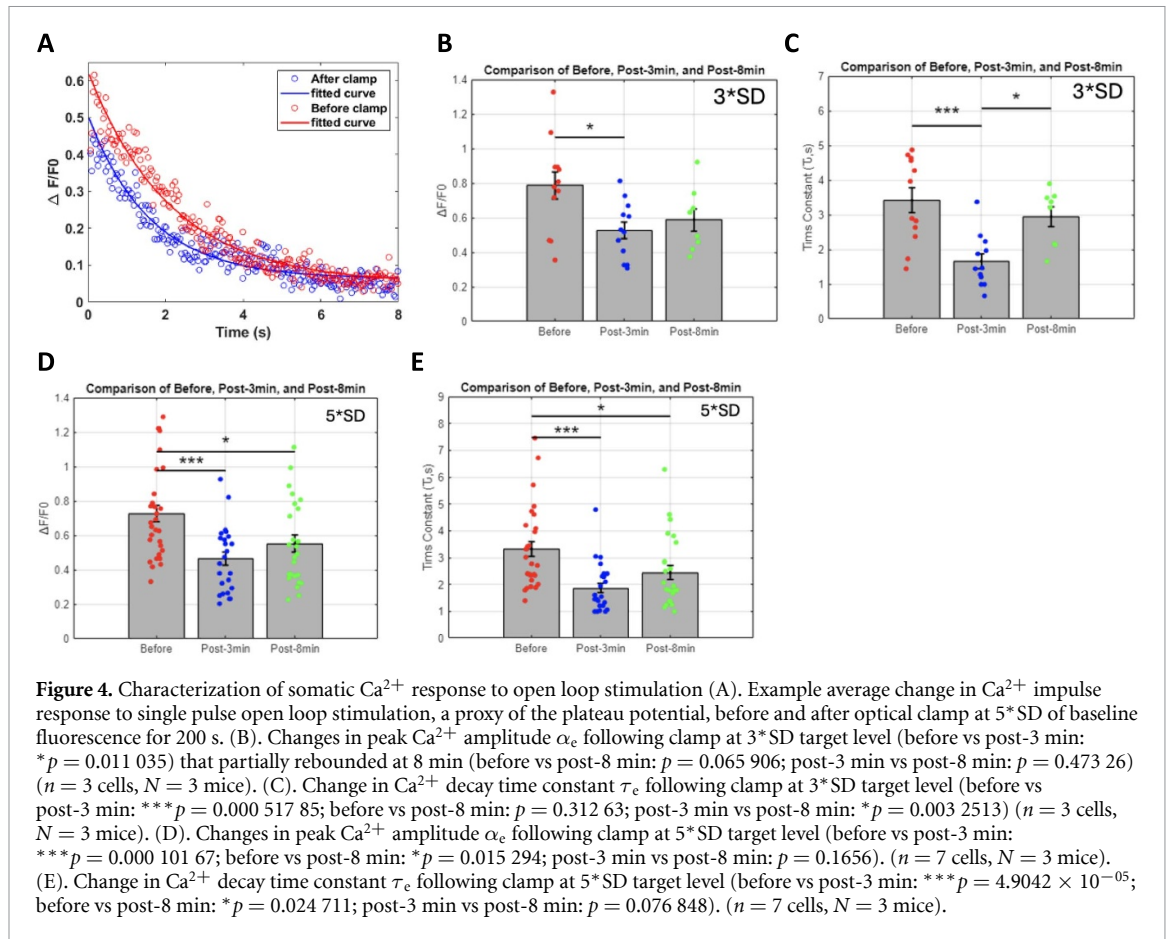 A
0.6
0.5
0.4
0.3
0.2
0.1
0
Δ F/F0
0
2
4
6
8
Time (s)
After clamp
fitted curve
Before clamp
fitted curve
B
Comparison of Before, Post-3min, and Post-8min
3*SD
*
1.4
1.2
1
0.8
0.6
0.4
0.2
0
ΔF/F0
Before
Post-3min
Post-8min
C
Comparison of Before, Post-3min, and Post-8min
3*SD
***
*
7
6
5
4
3
2
1
0
Tims Constant (τ,s)
Before
Post-3min
Post-8min
D
Comparison of Before, Post-3min, and Post-8min
5*SD
*
***
1.4
1.2
1
0.8
0.6
0.4
0.2
0
ΔF/F0
Before
Post-3min
Post-8min
E
Comparison of Before, Post-3min, and Post-8min
5*SD
*
***
9
8
7
6
5
4
3
2
1
0
Tims Constant (τ,s)
Before
Post-3min
Post-8min
Figure 4. Characterization of somatic Ca²⁺ response to open loop stimulation (A). Example average change in Ca²⁺ impulse
response to single pulse open loop stimulation, a proxy of the plateau potential, before and after optical clamp at 5*SD of baseline
fluorescence for 200 s. (B). Changes in peak Ca²⁺ amplitude αₑ following clamp at 3*SD target level (before vs post-3 min:
*p = 0.011 035) that partially rebounded at 8 min (before vs post-8 min: p = 0.065 906; post-3 min vs post-8 min: p = 0.473 26)
(n = 3 cells, N = 3 mice). (C). Change in Ca²⁺ decay time constant τₑ following clamp at 3*SD target level (before vs
post-3 min: ***p = 0.000 517 85; before vs post-8 min: p = 0.312 63; post-3 min vs post-8 min: *p = 0.003 2513) (n = 3 cells,
N = 3 mice). (D). Changes in peak Ca²⁺ amplitude αₑ following clamp at 5*SD target level (before vs post-3 min:
***p = 0.000 101 67; before vs post-8 min: *p = 0.015 294; post-3 min vs post-8 min: p = 0.1656). (n = 7 cells, N = 3 mice).
(E). Change in Ca²⁺ decay time constant τₑ following clamp at 5*SD target level (before vs post-3 min: ***p = 4.9042 × 10⁻⁰⁵;
before vs post-8 min: *p = 0.024 711; post-3 min vs post-8 min: p = 0.076 848). (n = 7 cells, N = 3 mice).